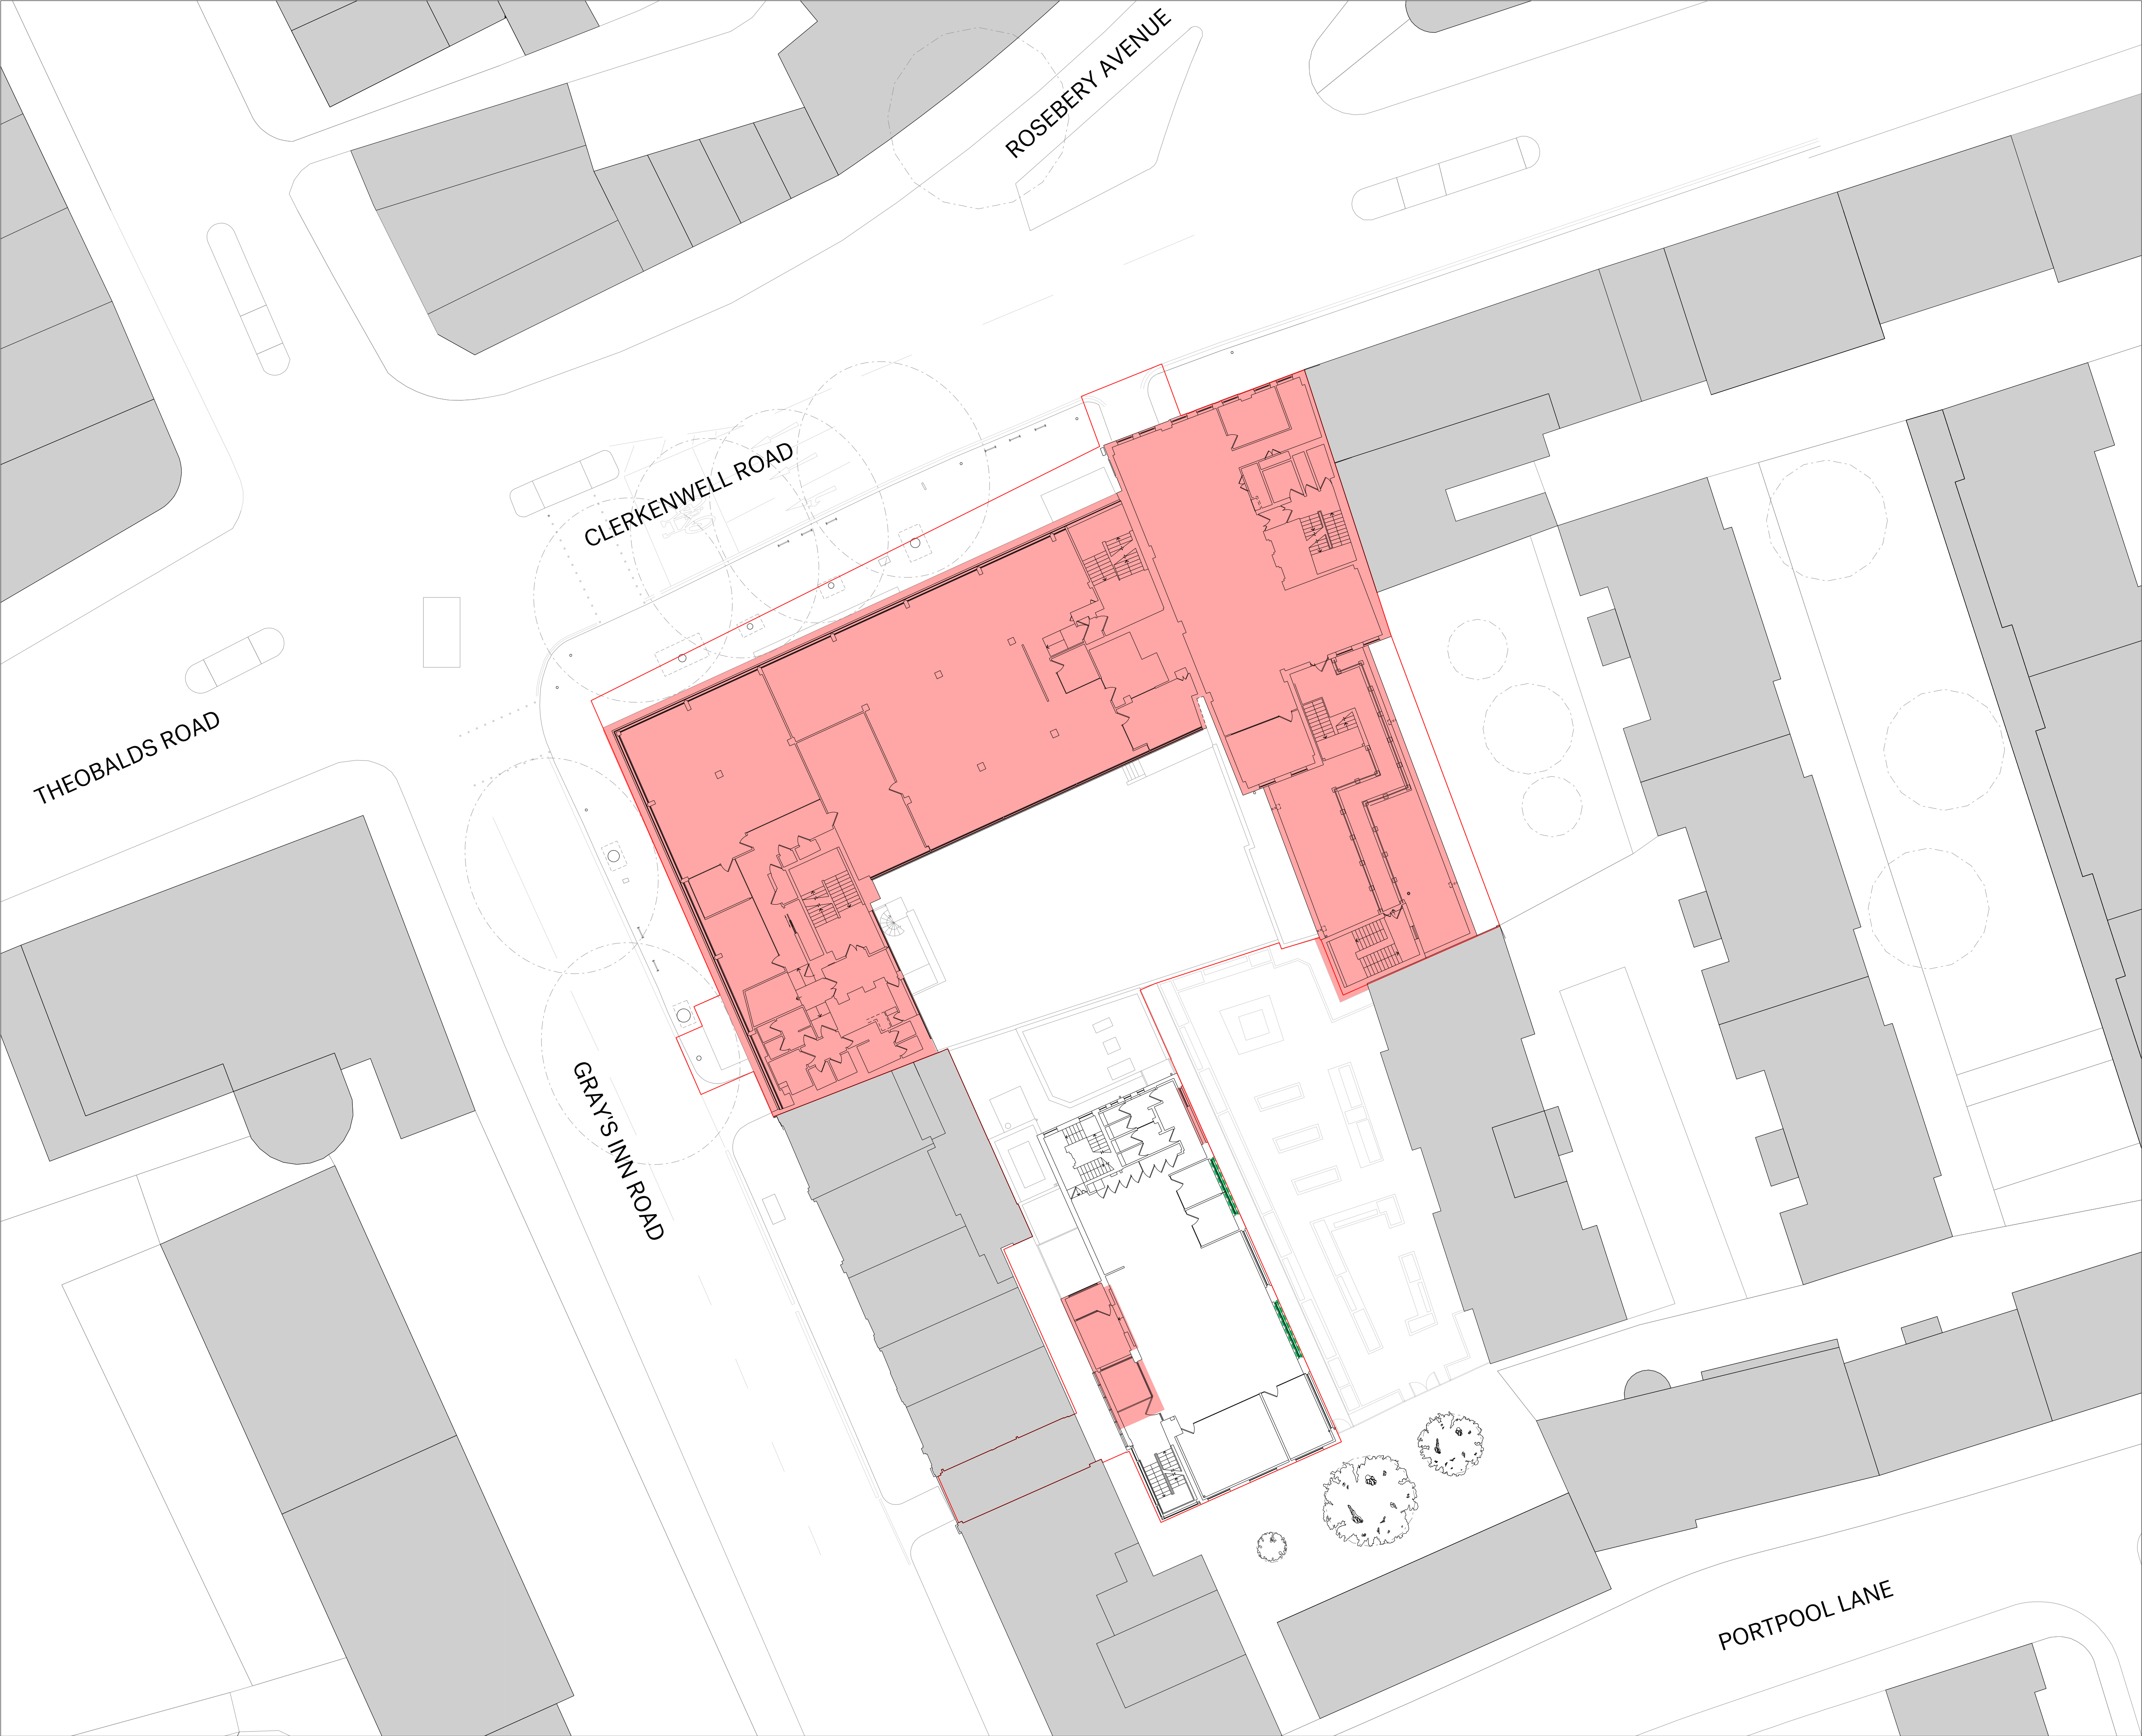 ROSEBERY AVENUE
CLERKENWELL ROAD
THEOBALDS ROAD
GRAY'S INN ROAD
PORTPOOL LANE